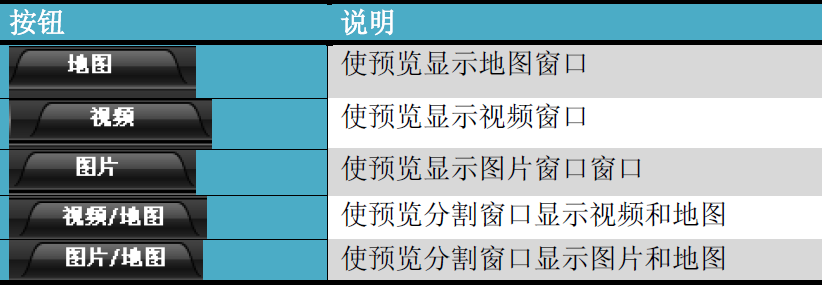 按钮 说明
地图 使预览显示地图窗口
视频 使预览显示视频窗口
图片 使预览显示图片窗口窗口
视频/地图 使预览分割窗口显示视频和地图
图片/地图 使预览分割窗口显示图片和地图